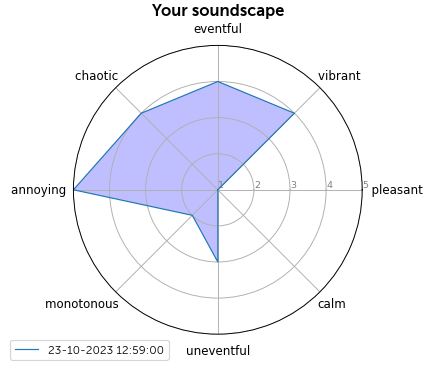 Your soundscape
eventful
chaotic
vibrant
annoying
1
2
3
4
5
pleasant
monotonous
calm
uneventful
23-10-2023 12:59:00